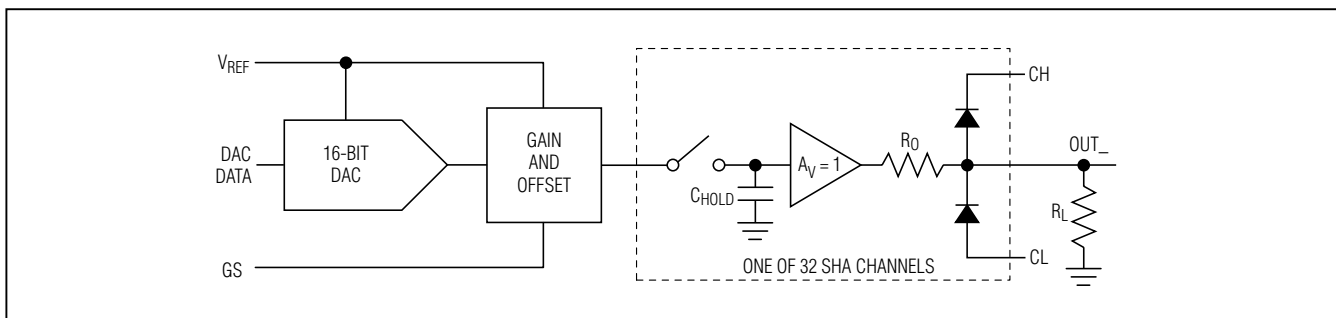 V_REF
DAC
DATA
16-BIT
DAC
GS
GAIN
AND
OFFSET
C_HOLD
A_V = 1
R_O
CH
OUT_
R_L
CL
ONE OF 32 SHA CHANNELS